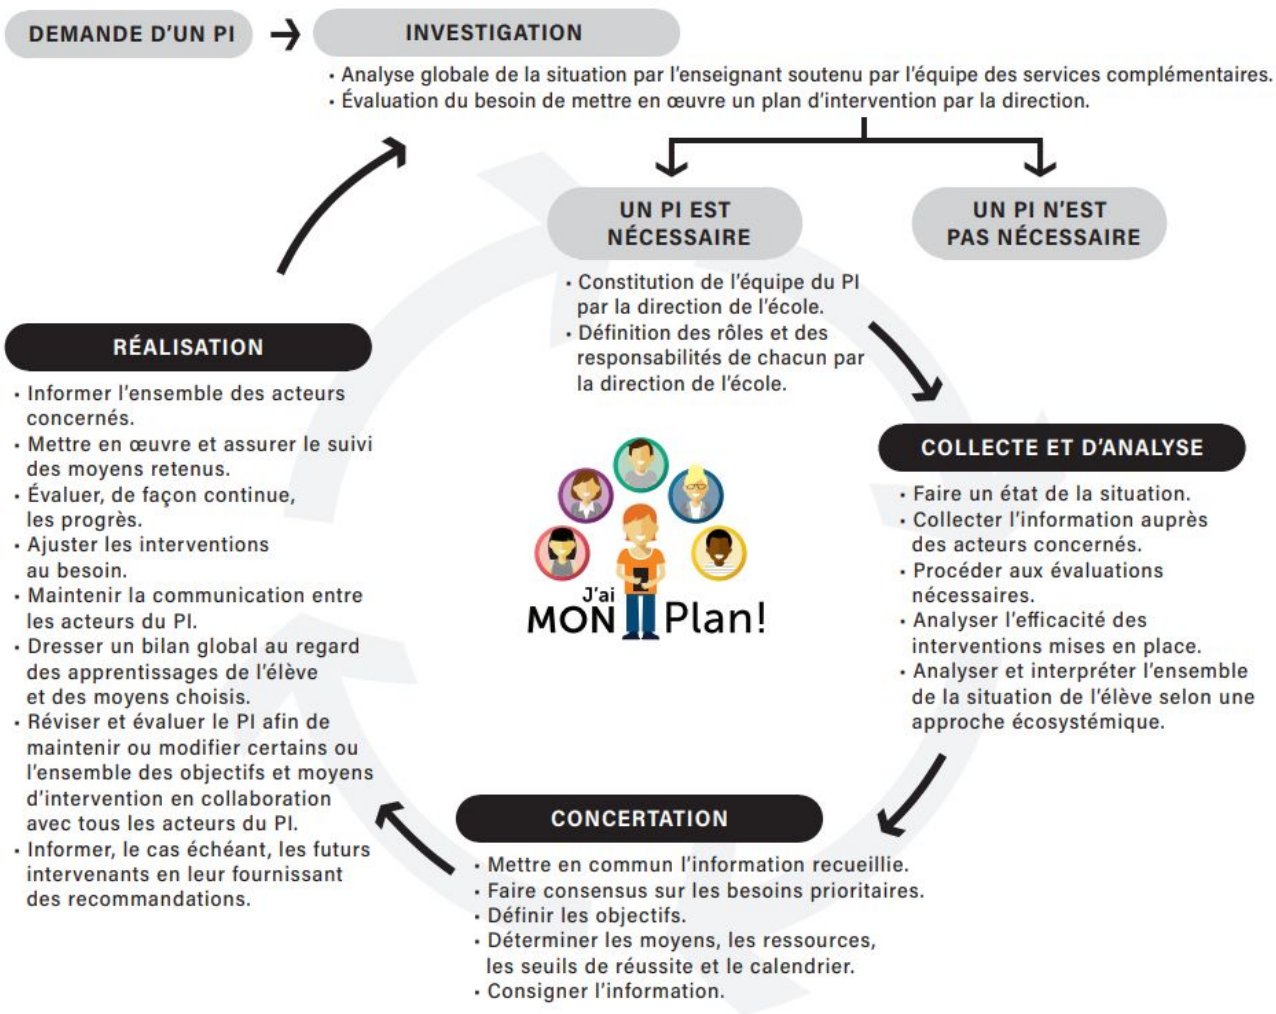 DEMANDE D'UN PI
INVESTIGATION
· Analyse globale de la situation par l'enseignant soutenu par l'équipe des services complémentaires.
· Évaluation du besoin de mettre en œuvre un plan d'intervention par la direction.
UN PI EST
NÉCESSAIRE
UN PI N'EST
PAS NÉCESSAIRE
· Constitution de l'équipe du PI
par la direction de l'école.
· Définition des rôles et des
responsabilités de chacun par
la direction de l'école.
COLLECTE ET D'ANALYSE
· Faire un état de la situation.
· Collecter l'information auprès
des acteurs concernés.
· Procéder aux évaluations
nécessaires.
· Analyser l'efficacité des
interventions mises en place.
· Analyser et interpréter l'ensemble
de la situation de l'élève selon une
approche écosystémique.
CONCERTATION
· Mettre en commun l'information recueillie.
· Faire consensus sur les besoins prioritaires.
· Définir les objectifs.
· Déterminer les moyens, les ressources,
les seuils de réussite et le calendrier.
· Consigner l'information.
RÉALISATION
· Informer l'ensemble des acteurs
concernés.
· Mettre en œuvre et assurer le suivi
des moyens retenus.
· Évaluer, de façon continue,
les progrès.
· Ajuster les interventions
au besoin.
· Maintenir la communication entre
les acteurs du PI.
· Dresser un bilan global au regard
des apprentissages de l'élève
et des moyens choisis.
· Réviser et évaluer le PI afin de
maintenir ou modifier certains ou
l'ensemble des objectifs et moyens
d'intervention en collaboration
avec tous les acteurs du PI.
· Informer, le cas échéant, les futurs
intervenants en leur fournissant
des recommandations.
J'ai
MON Plan!